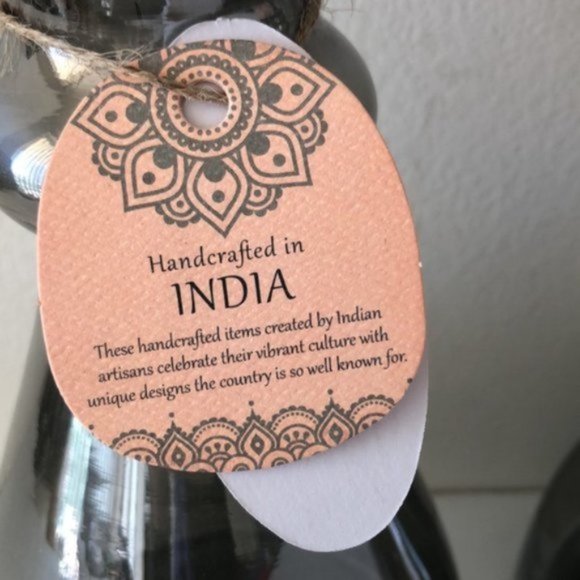 Handcrafted in
INDIA
These handcrafted items created by Indian
artisans celebrate their vibrant culture with
unique designs the country is so well known for.